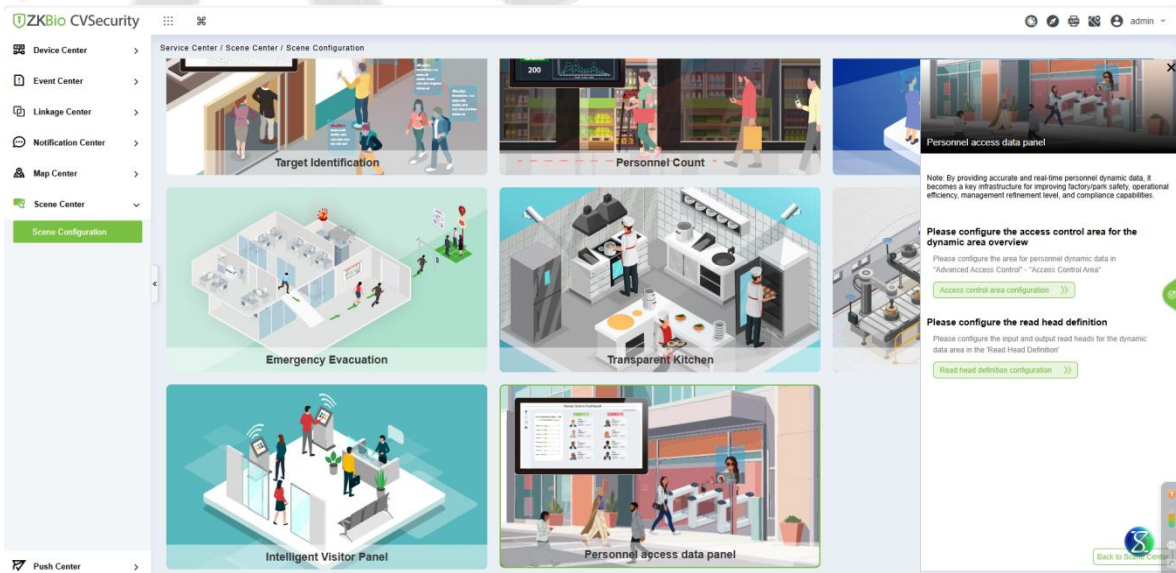 ZKBio CVSecurity
admin
Device Center
Event Center
Linkage Center
Notification Center
Map Center
Scene Center
Scene Configuration
Push Center
Service Center / Scene Center / Scene Configuration
200
Target Identification
Personnel Count
Emergency Evacuation
Transparent Kitchen
Intelligent Visitor Panel
Personnel access data panel
Personnel access data panel
Note: By providing accurate and real-time personnel dynamic data, it
becomes a key infrastructure for improving factory/park safety, operational
efficiency, management refinement level, and compliance capabilities.
Please configure the access control area for the
dynamic area overview
Please configure the area for personnel dynamic data in
"Advanced Access Control" - "Access Control Area"
Access control area configuration
Please configure the read head definition
Please configure the input and output read heads for the dynamic
data area in the 'Read Head Definition'
Read head definition configuration
Back to Scene Center